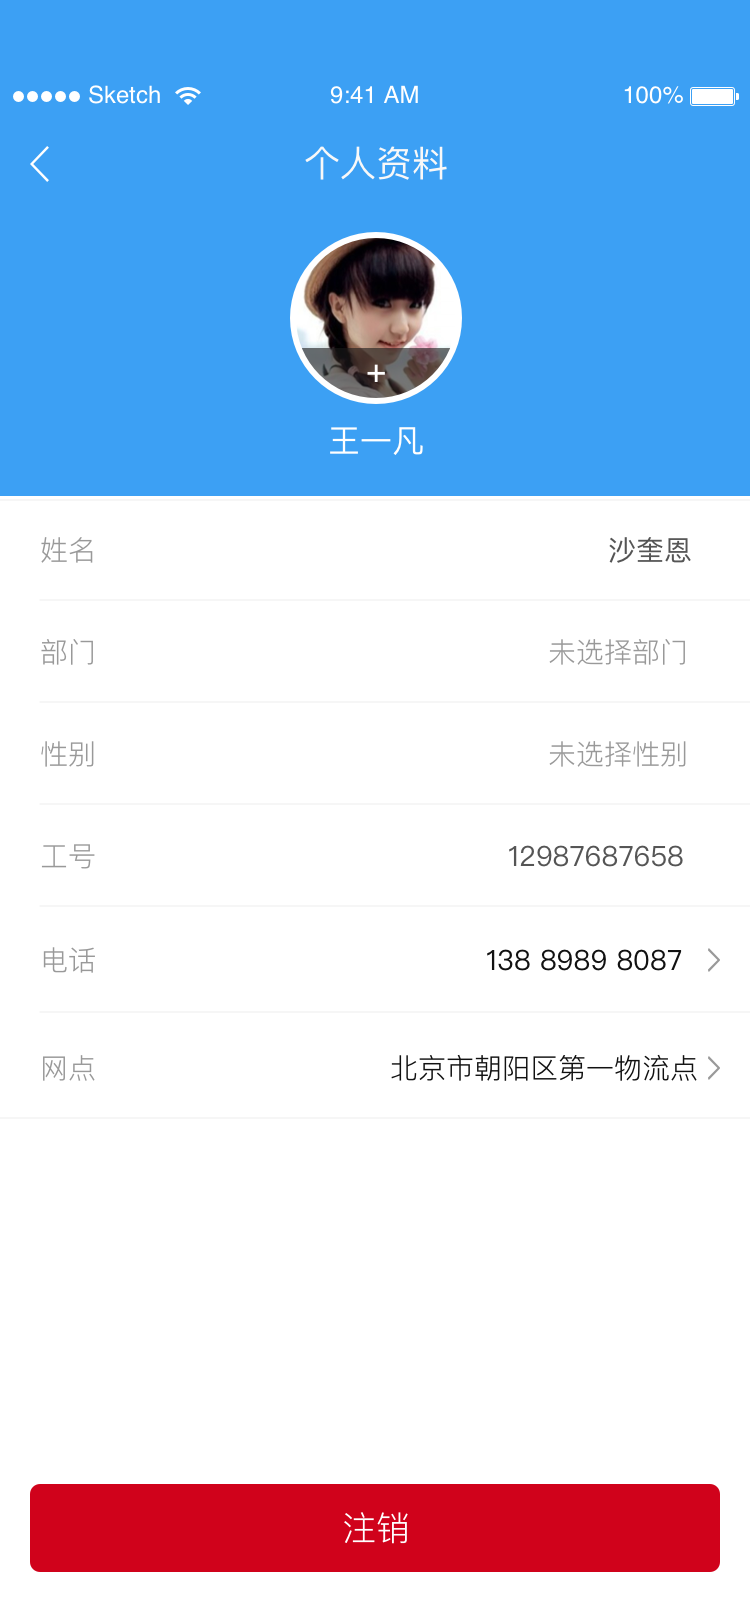 Sketch 9:41 AM 100%
个人资料
+
王一凡
姓名 沙奎恩
部门 未选择部门
性别 未选择性别
工号 12987687658
电话 138 8989 8087
网点 北京市朝阳区第一物流点
注销